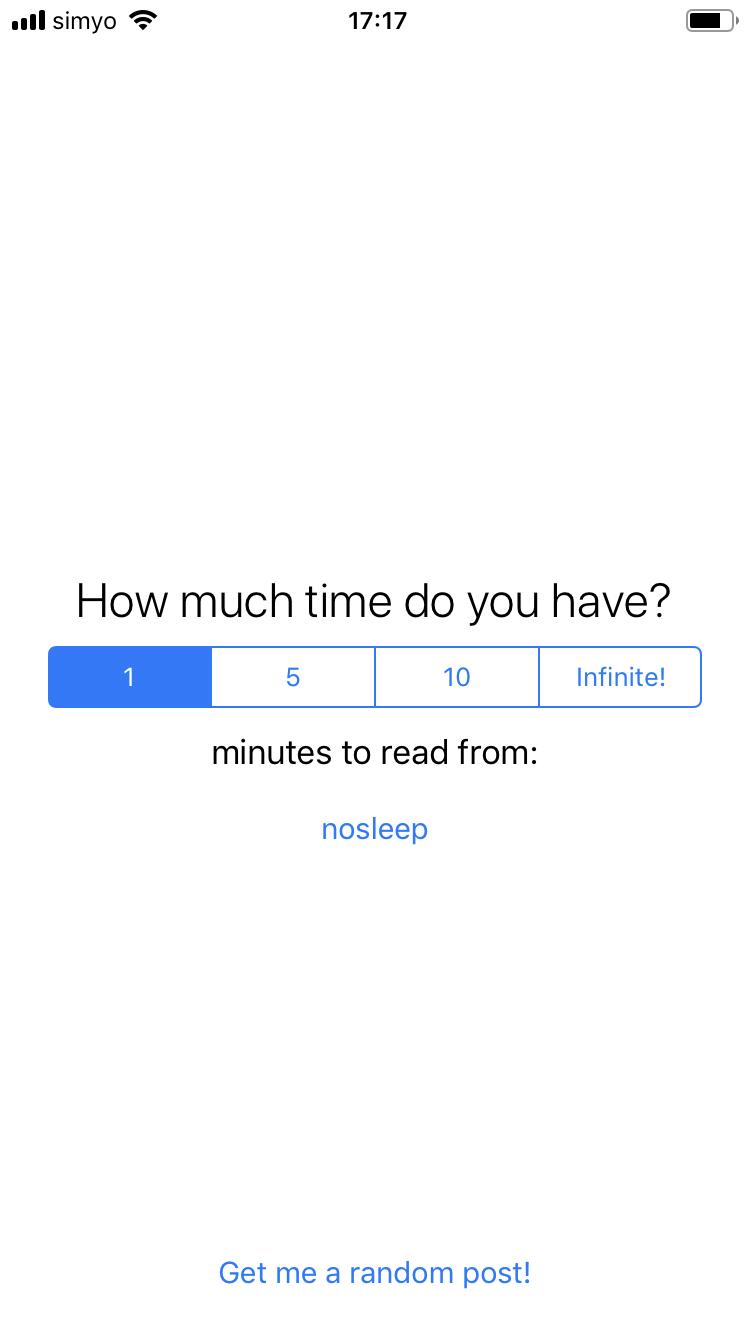 simyo 17:17
How much time do you have?
1 5 10 Infinite!
minutes to read from:
nosleep
Get me a random post!